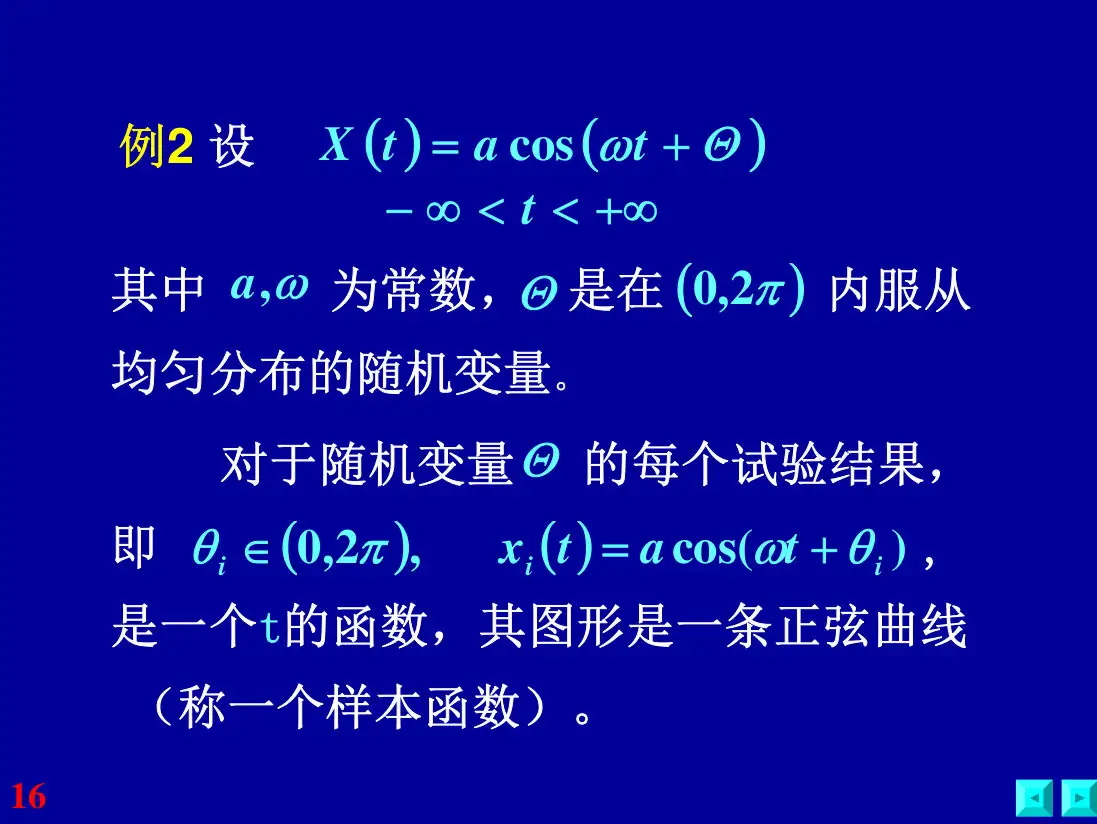 例2 设 X(t) = a cos(ωt + Θ)
− ∞ < t < +∞
其中 a,ω 为常数，Θ 是在 (0,2π) 内服从
均匀分布的随机变量。
对于随机变量Θ 的每个试验结果，
即 θi ∈ (0,2π), xi(t) = a cos(ωt + θi) ,
是一个t的函数，其图形是一条正弦曲线
（称一个样本函数）。
16